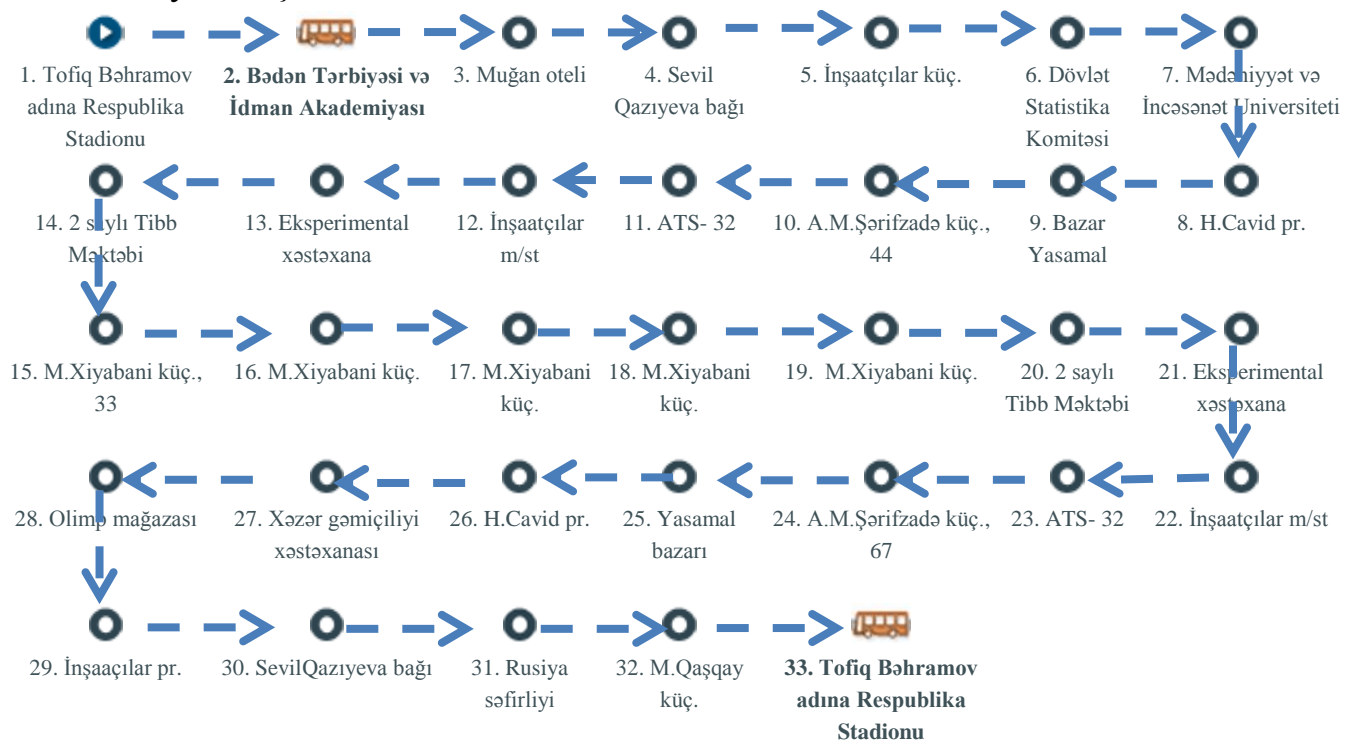 1. Tofiq Bəhramov
adına Respublika
Stadionu
2. Bədən Tərbiyəsi və
İdman Akademiyası
3. Muğan oteli
4. Sevil
Qazıyeva bağı
5. İnşaatçılar küç.
6. Dövlət
Statistika
Komitəsi
7. Mədəniyyət və
İncəsənət Universiteti
14. 2 saylı Tibb
Məktəbi
13. Eksperimental
xəstəxana
12. İnşaatçılar
m/st
11. ATS- 32
10. A.M.Şərifzadə küç.,
44
9. Bazar
Yasamal
8. H.Cavid pr.
15. M.Xiyabani küç.,
33
16. M.Xiyabani küç.
17. M.Xiyabani
küç.
18. M.Xiyabani
küç.
19. M.Xiyabani küç.
20. 2 saylı
Tibb Məktəbi
21. Eksperimental
xəstəxana
28. Olimp mağazası
27. Xəzər gəmiçiliyi
xəstəxanası
26. H.Cavid pr.
25. Yasamal
bazarı
24. A.M.Şərifzadə küç.,
67
23. ATS- 32
22. İnşaatçılar m/st
29. İnşaaçılar pr.
30. SevilQazıyeva bağı
31. Rusiya
səfirliyi
32. M.Qaşqay
küç.
33. Tofiq Bəhramov
adına Respublika
Stadionu